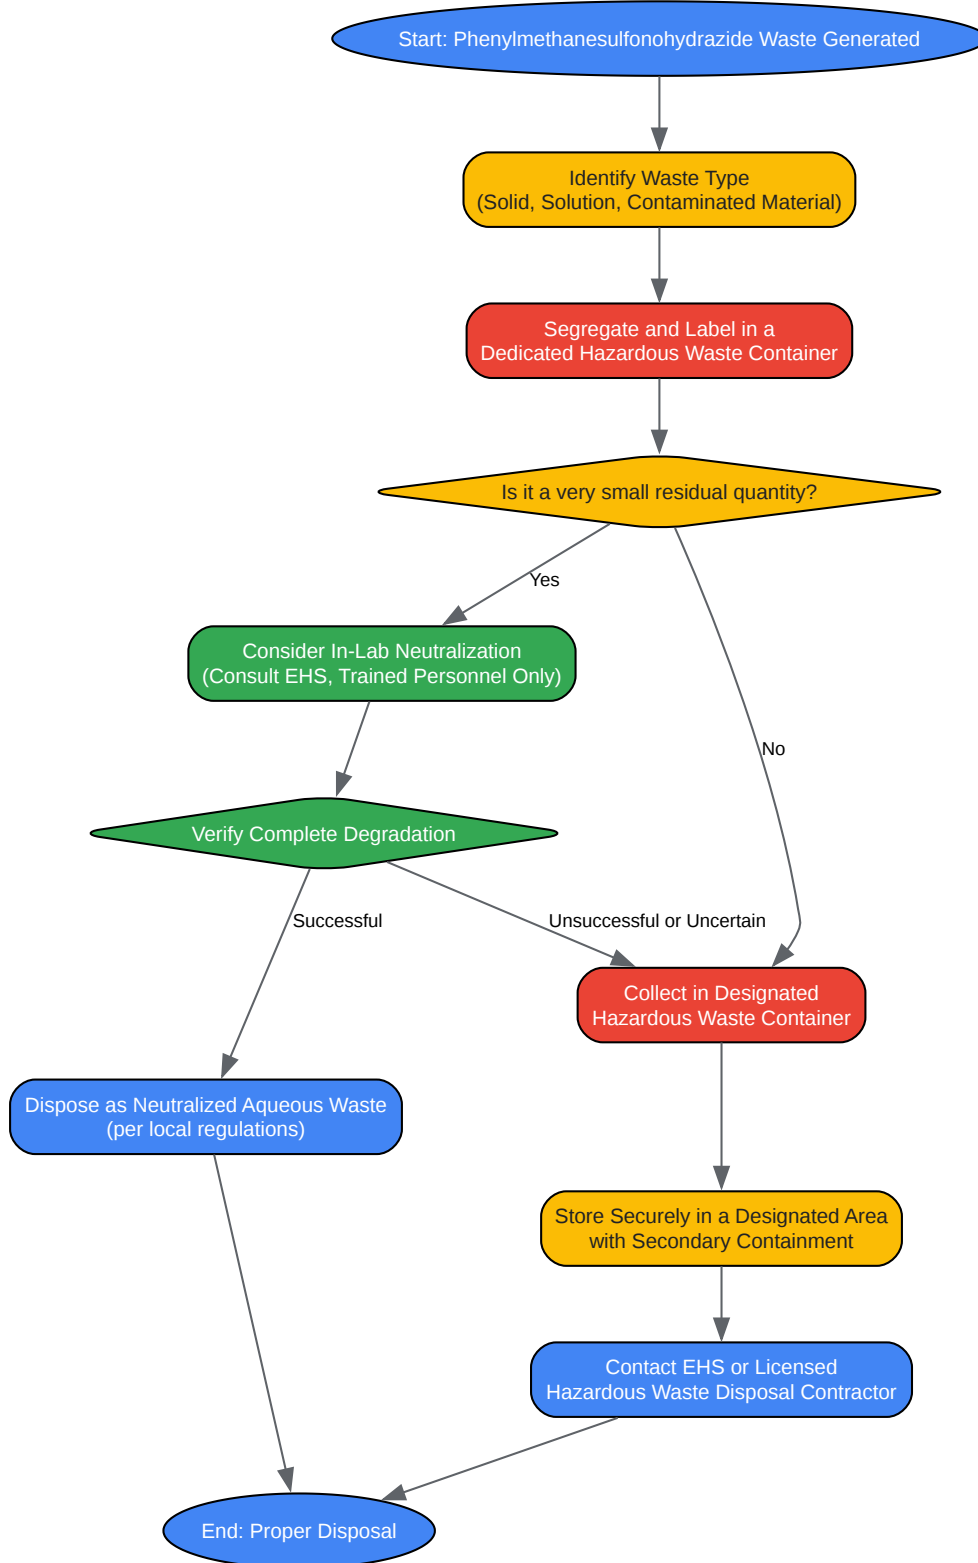 Start: Phenylmethanesulfonohydrazide Waste Generated
Identify Waste Type
(Solid, Solution, Contaminated Material)
Segregate and Label in a
Dedicated Hazardous Waste Container
Is it a very small residual quantity?
Yes
Consider In-Lab Neutralization
(Consult EHS, Trained Personnel Only)
No
Verify Complete Degradation
Successful
Unsuccessful or Uncertain
Collect in Designated
Hazardous Waste Container
Dispose as Neutralized Aqueous Waste
(per local regulations)
Store Securely in a Designated Area
with Secondary Containment
Contact EHS or Licensed
Hazardous Waste Disposal Contractor
End: Proper Disposal